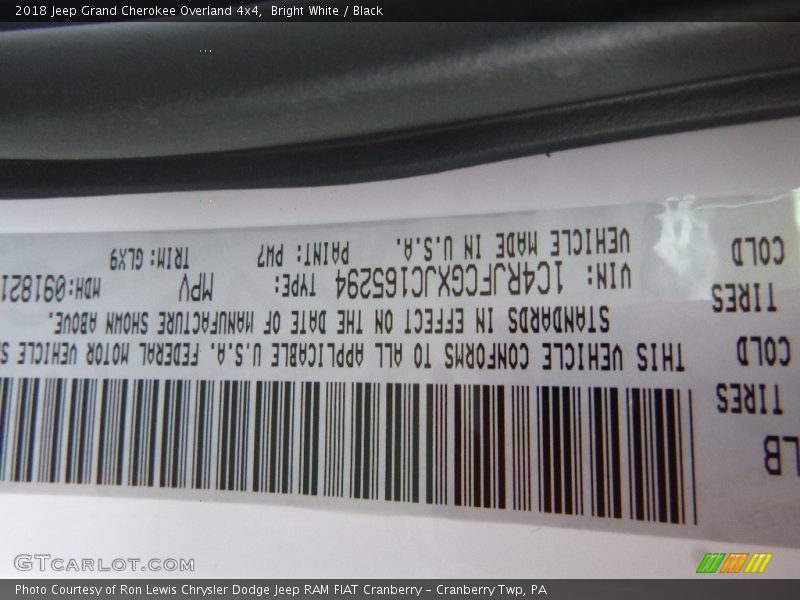 2018 Jeep Grand Cherokee Overland 4x4, Bright White / Black
LB
TIRES
COLD
TIRES
COLD
THIS VEHICLE CONFORMS TO ALL APPLICABLE U.S.A. FEDERAL MOTOR VEHICLE
STANDARDS IN EFFECT ON THE DATE OF MANUFACTURE SHOWN ABOVE.
VIN: 1C4RJFCGXJC165294 TYPE: MPV MDH:091821
VEHICLE MADE IN U.S.A. PAINT: PW7 TRIM: GLX9
GTCARLOT.COM
Photo Courtesy of Ron Lewis Chrysler Dodge Jeep RAM FIAT Cranberry - Cranberry Twp, PA